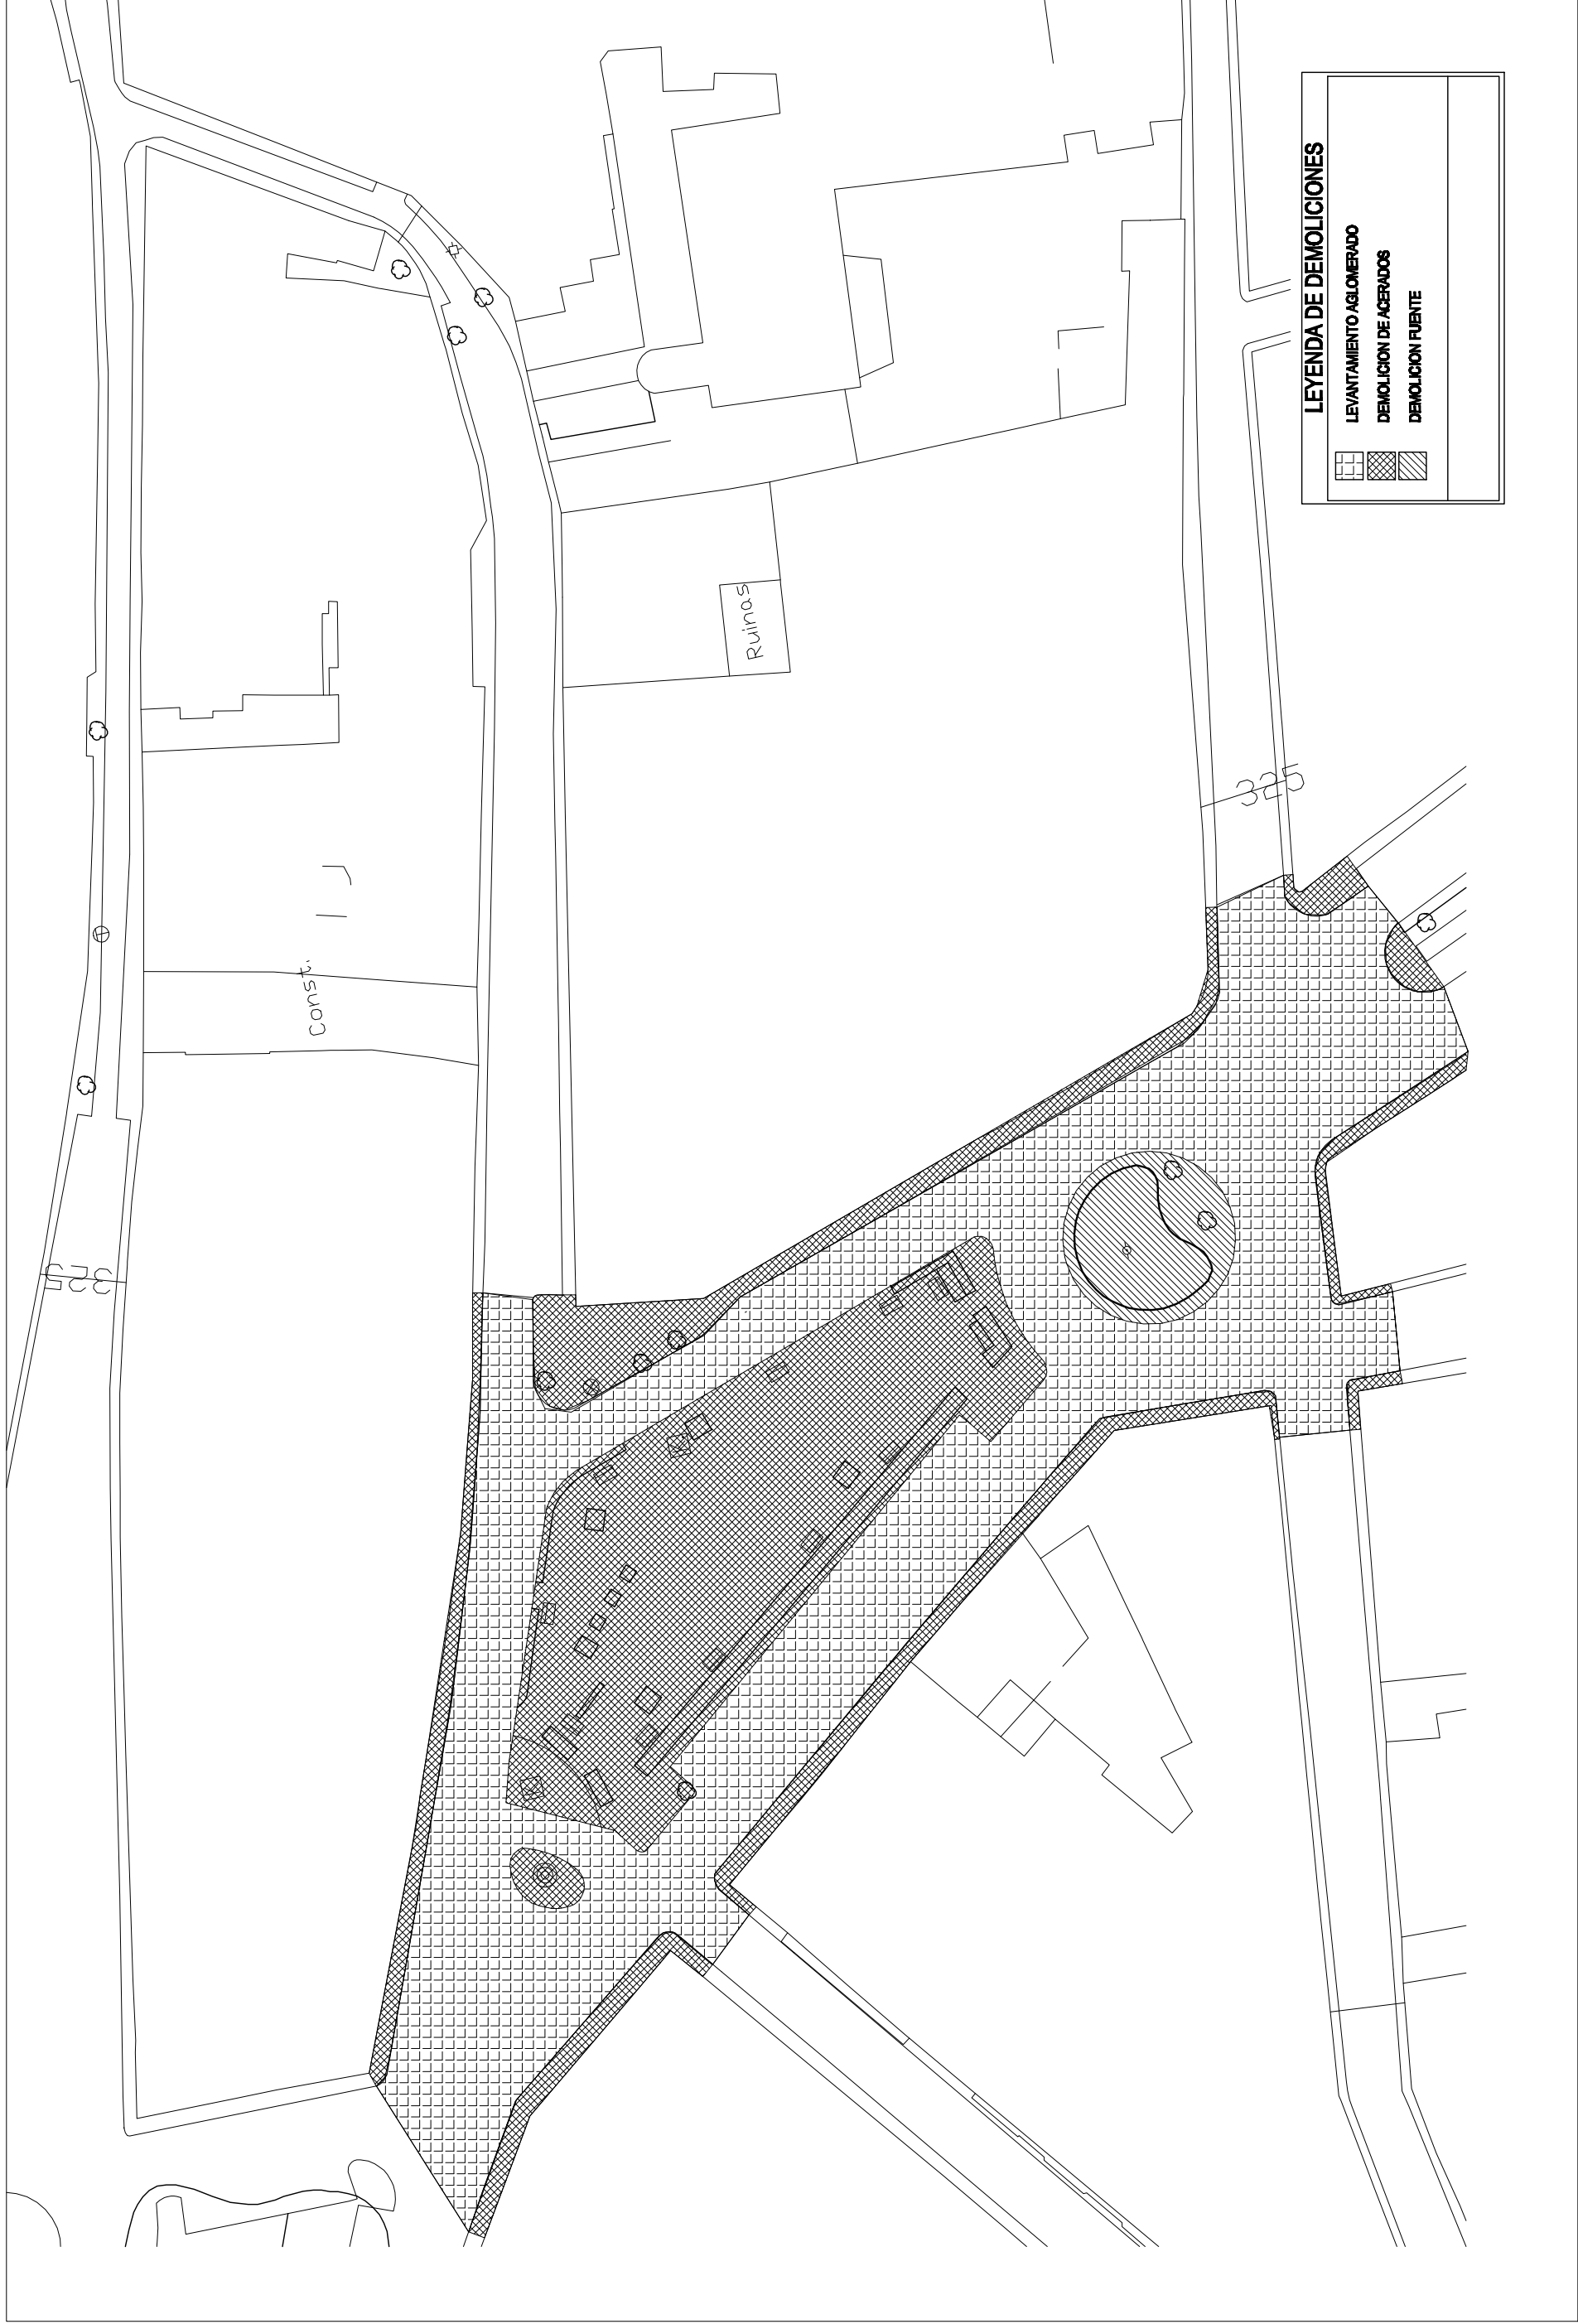 LEYENDA DE DEMOLICIONES
LEVANTAMIENTO AGLOMERADO
DEMOLICION DE ACERADOS
DEMOLICION FUENTE
Ruinas
Const.
325
325